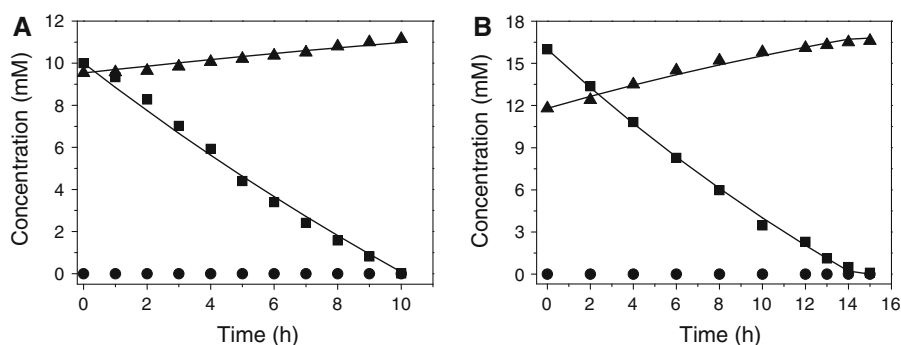 A
B
12
10
8
6
4
2
0
Concentration (mM)
0 2 4 6 8 10
Time (h)
18
15
12
9
6
3
0
Concentration (mM)
0 2 4 6 8 10 12 14 16
Time (h)